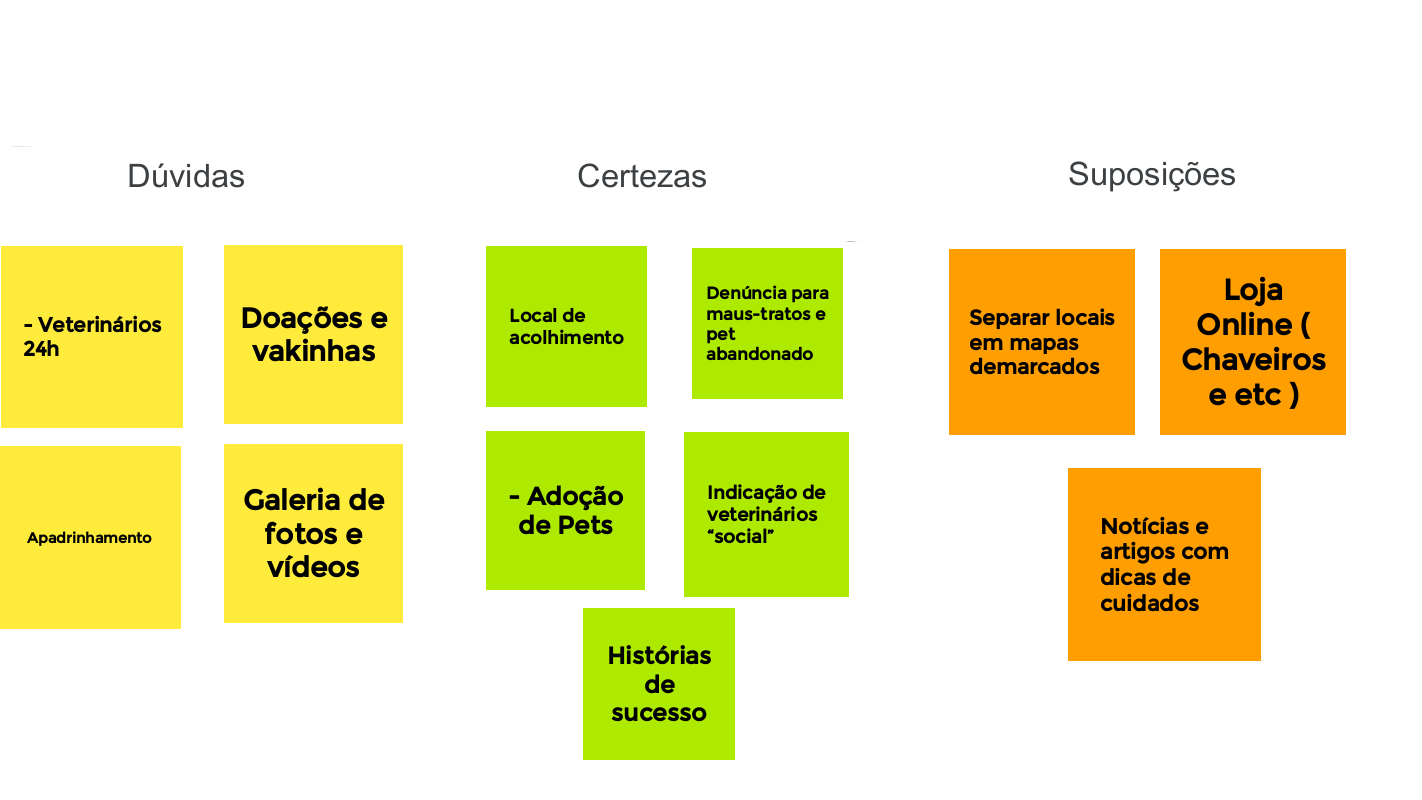 Dúvidas
Certezas
Suposições
- Veterinários
24h
Doações e
vakinhas
Apadrinhamento
Galeria de
fotos e
vídeos
Local de
acolhimento
Denúncia para
maus-tratos e
pet
abandonado
- Adoção
de Pets
Indicação de
veterinários
“social”
Histórias
de
sucesso
Separar locais
em mapas
demarcados
Loja
Online (
Chaveiros
e etc )
Notícias e
artigos com
dicas de
cuidados